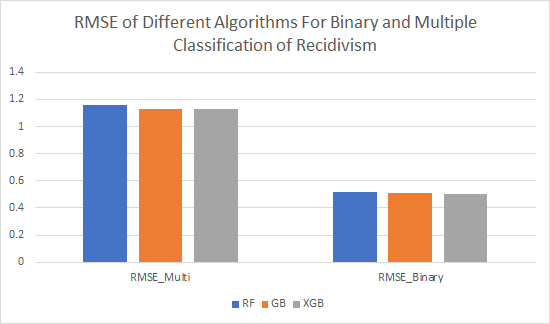 RMSE of Different Algorithms For Binary and Multiple
Classification of Recidivism
1.4
1.2
1
0.8
0.6
0.4
0.2
0
RMSE_Multi RMSE_Binary
RF GB XGB